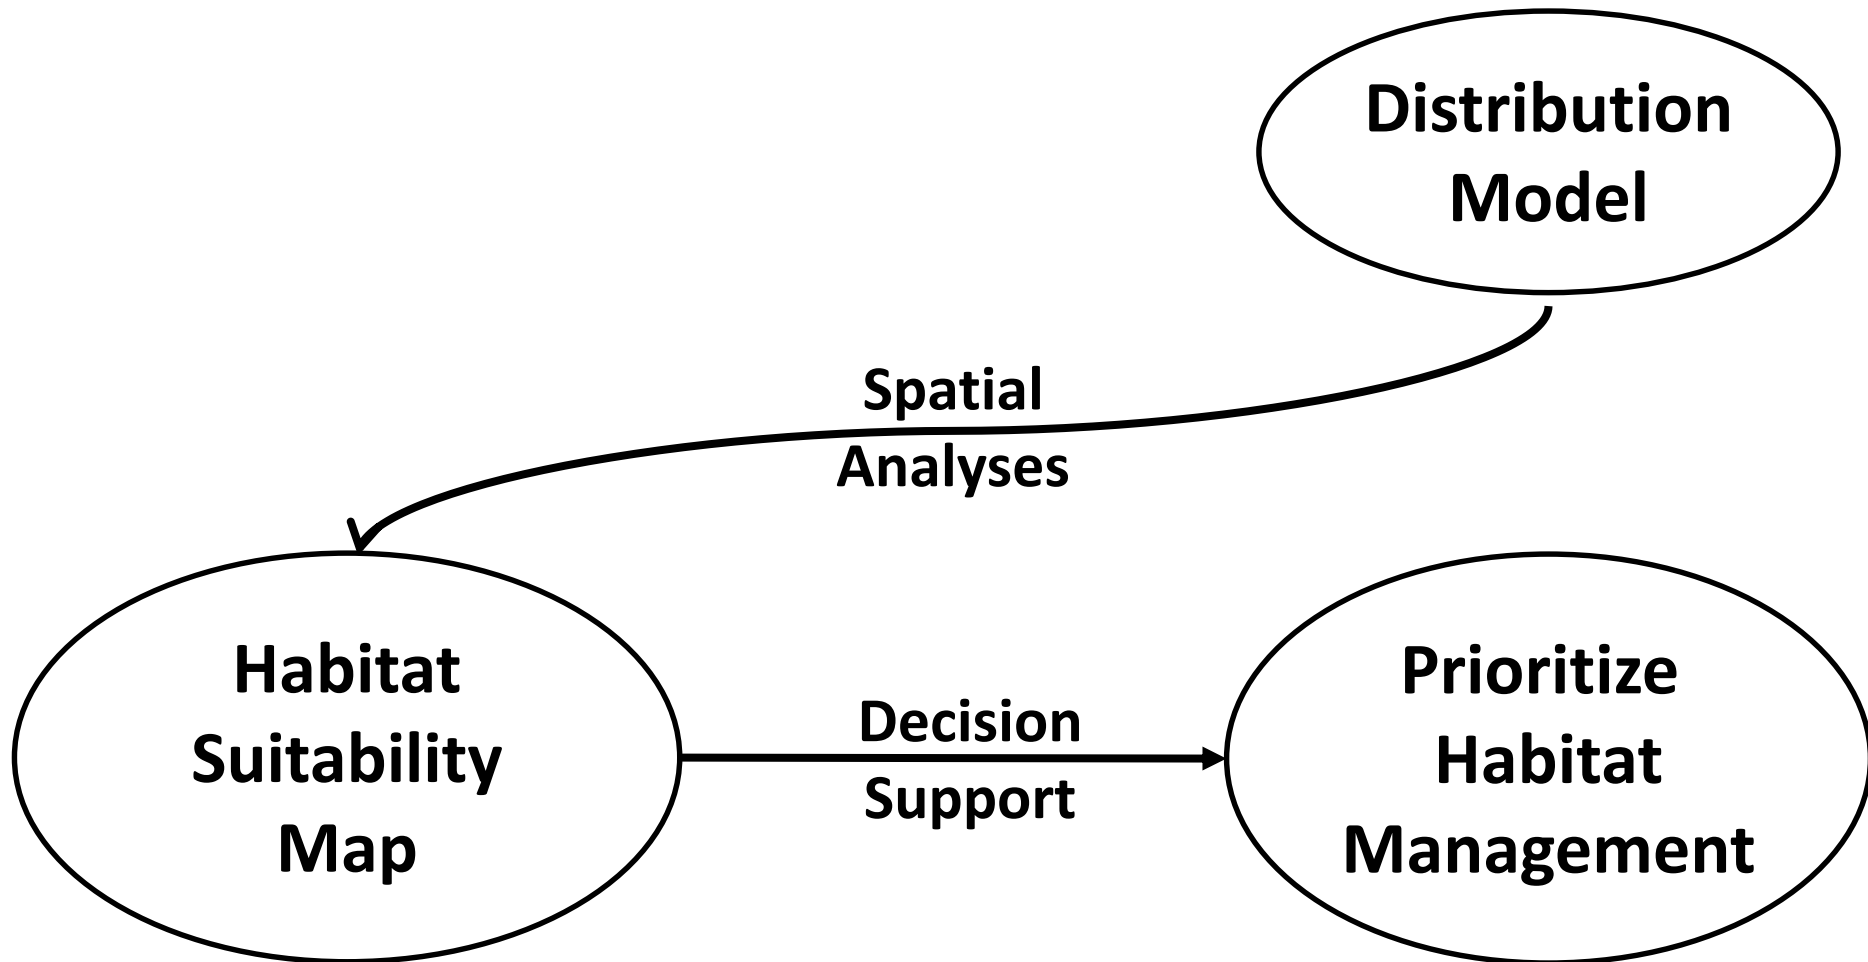 Distribution
Model
Spatial
Analyses
Habitat
Suitability
Map
Decision
Support
Prioritize
Habitat
Management